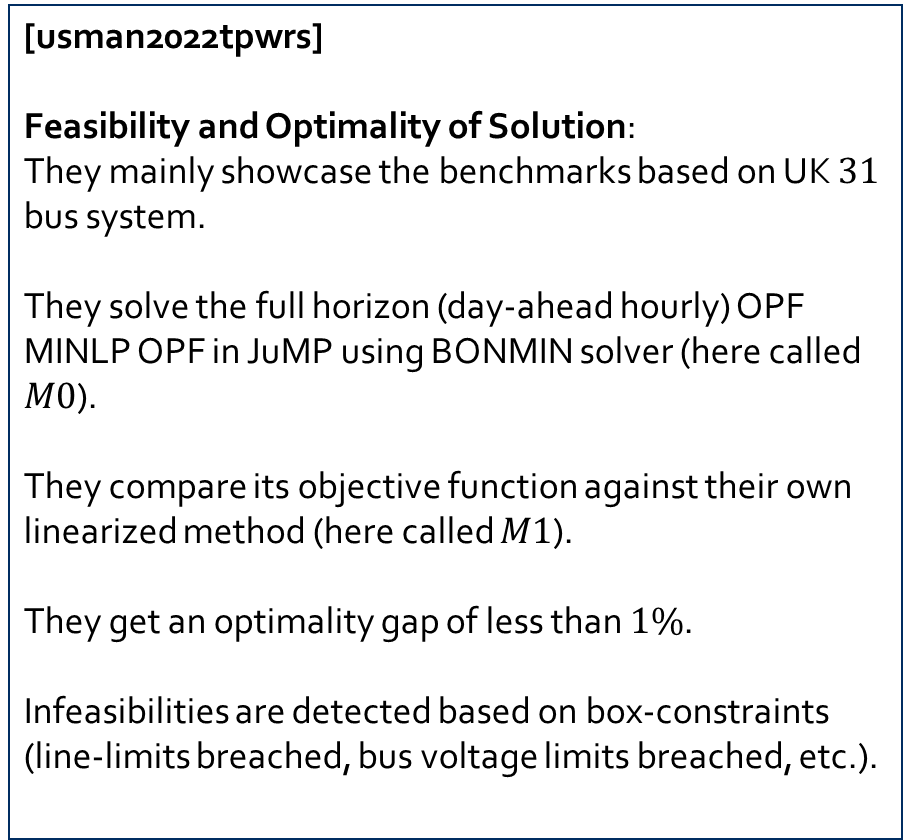 [usman2022tpwrs]
Feasibility and Optimality of Solution:
They mainly showcase the benchmarks based on UK 31
bus system.
They solve the full horizon (day-ahead hourly) OPF
MINLP OPF in JuMP using BONMIN solver (here called
M0).
They compare its objective function against their own
linearized method (here called M1).
They get an optimality gap of less than 1%.
Infeasibilities are detected based on box-constraints
(line-limits breached, bus voltage limits breached, etc.).